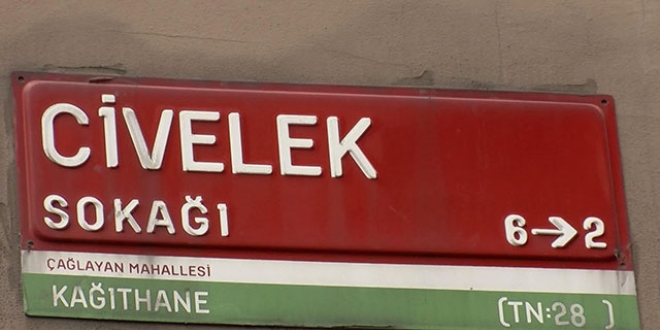 CİVELEK
SOKAĞI 6→2
ÇAĞLAYAN MAHALLESİ
KAĞITHANE (TN:28)